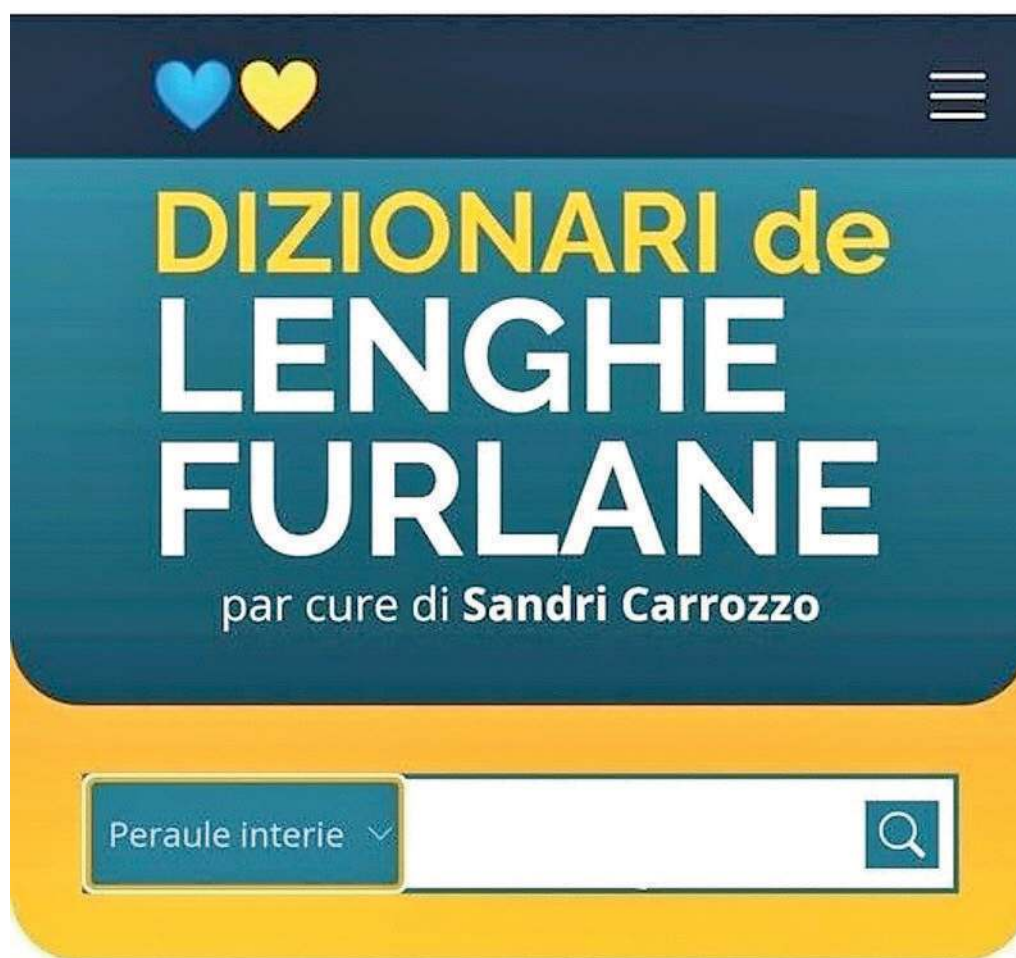 DIZIONARI de
LENGHE
FURLANE
par cure di Sandri Carrozzo
Peraule interie